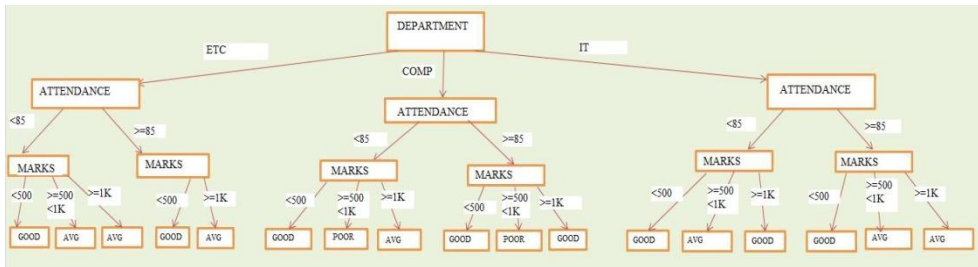 DEPARTMENT
ETC
COMP
IT
ATTENDANCE
ATTENDANCE
ATTENDANCE
<85
>=85
<85
>=85
<85
>=85
MARKS
MARKS
MARKS
MARKS
MARKS
MARKS
<500
>=500
<1K
>=1K
<500
>=1K
<500
>=500
<1K
>=1K
<500
>=500
<1K
>=1K
<500
>=500
<1K
>=1K
<500
>=500
<1K
>=1K
GOOD
AVG
AVG
GOOD
AVG
GOOD
POOR
AVG
GOOD
POOR
GOOD
GOOD
AVG
GOOD
GOOD
AVG
AVG